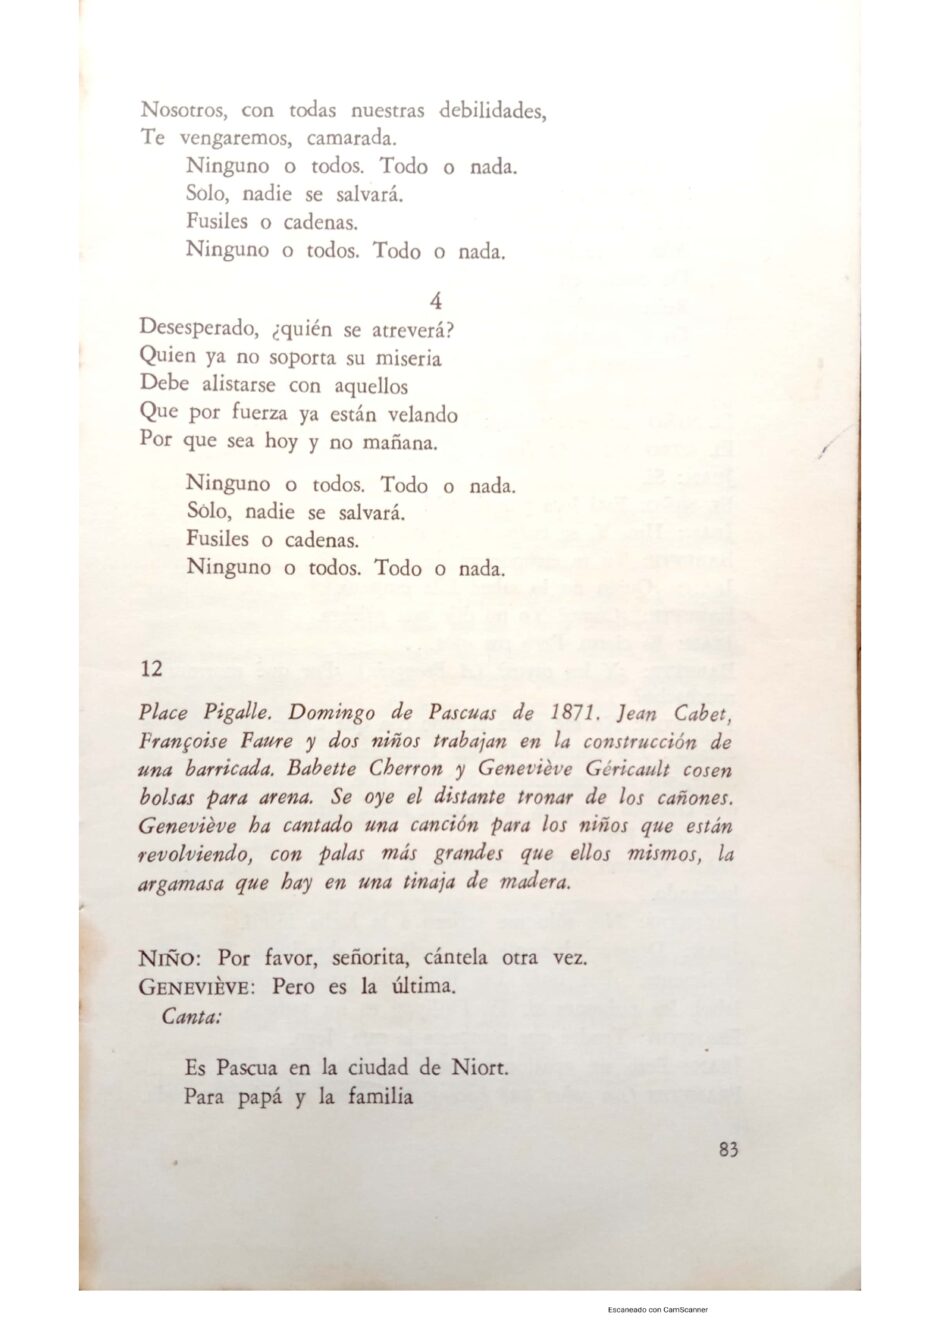 Nosotros, con todas nuestras debilidades,
Te vengaremos, camarada.
Ninguno o todos. Todo o nada.
Solo, nadie se salvará.
Fusiles o cadenas.
Ninguno o todos. Todo o nada.
4
Desesperado, ¿quién se atreverá?
Quien ya no soporta su miseria
Debe alistarse con aquellos
Que por fuerza ya están velando
Por que sea hoy y no mañana.
Ninguno o todos. Todo o nada.
Solo, nadie se salvará.
Fusiles o cadenas.
Ninguno o todos. Todo o nada.
12
Place Pigalle. Domingo de Pascuas de 1871. Jean Cabet,
Françoise Faure y dos niños trabajan en la construcción de
una barricada. Babette Cherron y Geneviève Géricault cosen
bolsas para arena. Se oye el distante tronar de los cañones.
Geneviève ha cantado una canción para los niños que están
revolviendo, con palas más grandes que ellos mismos, la
argamasa que hay en una tinaja de madera.
NIÑO: Por favor, señorita, cántela otra vez.
GENEVIÈVE: Pero es la última.
Canta:
Es Pascua en la ciudad de Niort.
Para papá y la familia
83
Escaneado con CamScanner